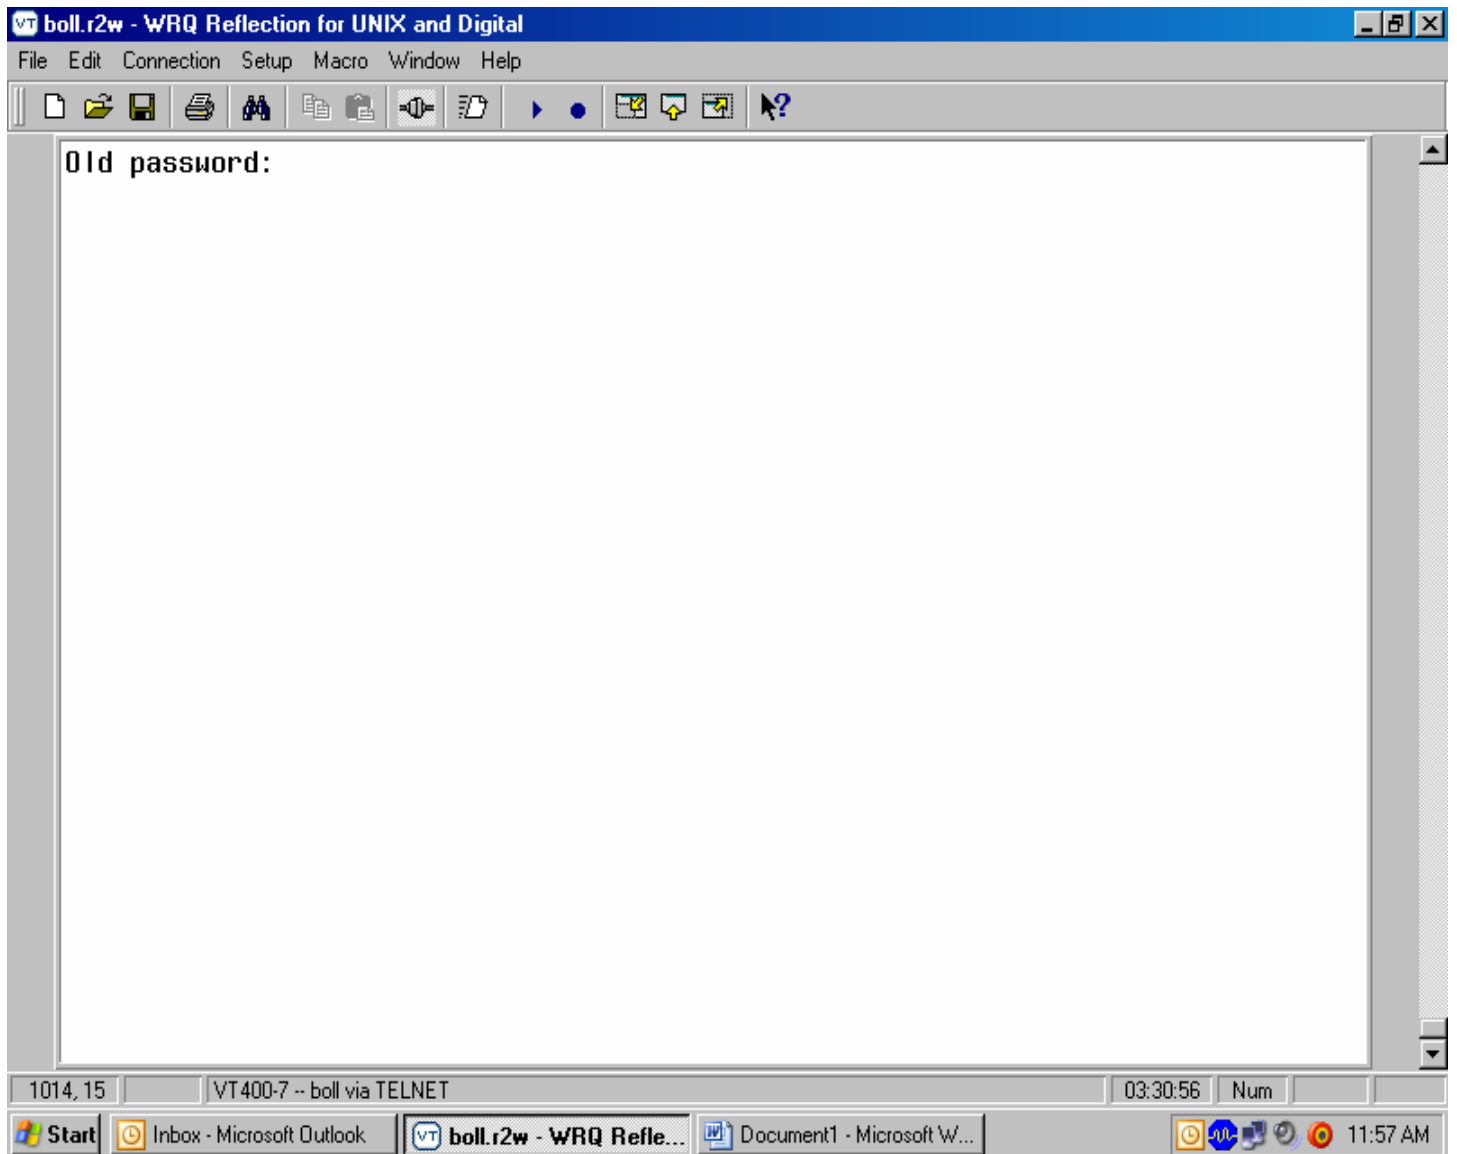 VT boll.r2w - WRQ Reflection for UNIX and Digital
File Edit Connection Setup Macro Window Help
Old password:
1014, 15 VT400-7 -- boll via TELNET 03:30:56 Num
Start Inbox - Microsoft Outlook VT boll.r2w - WRQ Refle... Document1 - Microsoft W... 11:57 AM